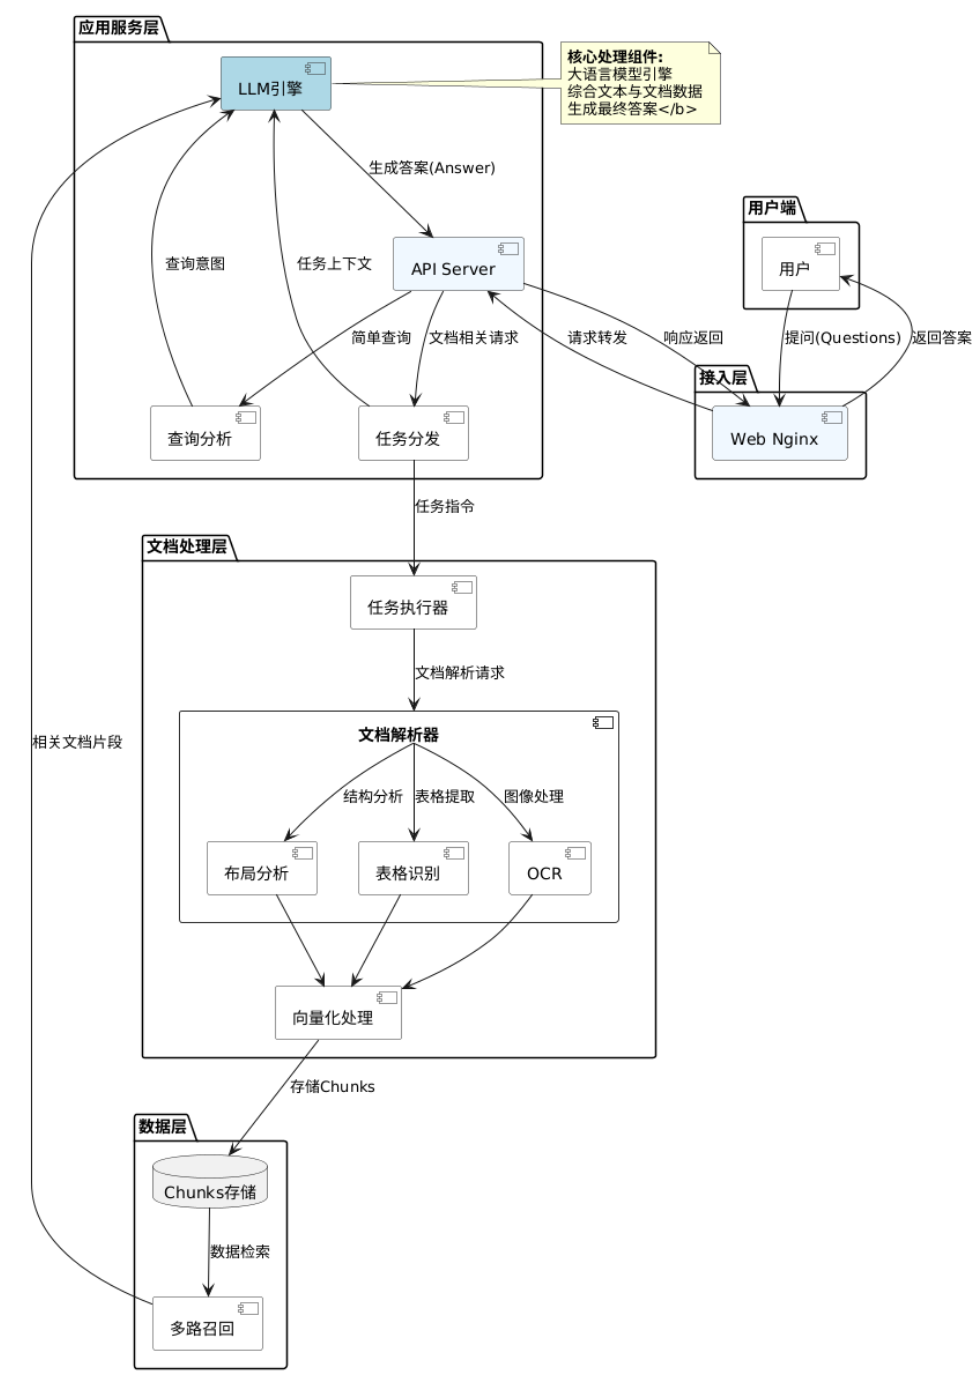 应用服务层
LLM引擎
核心处理组件:
大语言模型引擎
综合文本与文档数据
生成最终答案</b>
生成答案(Answer)
用户端
用户
API Server
查询意图
任务上下文
简单查询
文档相关请求
请求转发
响应返回
提问(Questions)
返回答案
接入层
Web Nginx
查询分析
任务分发
任务指令
文档处理层
任务执行器
文档解析请求
文档解析器
相关文档片段
结构分析
表格提取
图像处理
布局分析
表格识别
OCR
向量化处理
存储Chunks
数据层
Chunks存储
数据检索
多路召回